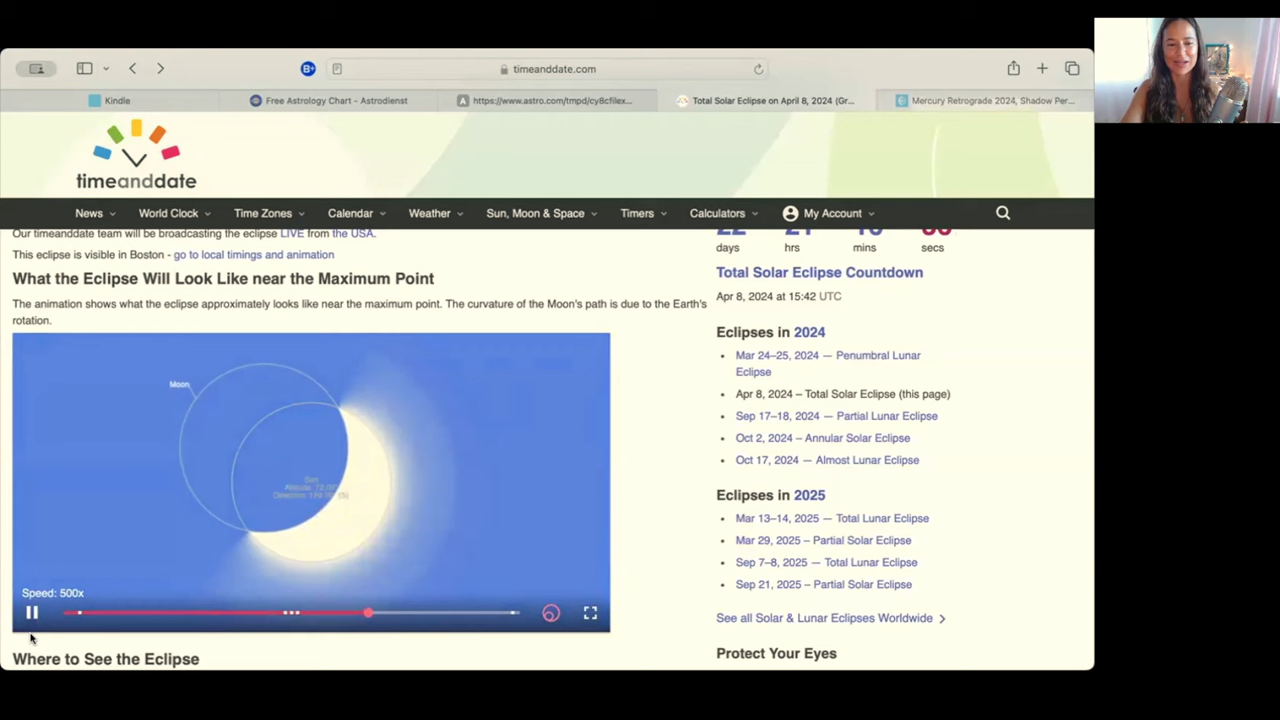 timeanddate.com
Kindle
Free Astrology Chart - Astrodienst
https://www.astro.com/tmpd/cy8cfilex...
Total Solar Eclipse on April 8, 2024 (Gr...
Mercury Retrograde 2024, Shadow Per...
timeanddate
News
World Clock
Time Zones
Calendar
Weather
Sun, Moon & Space
Timers
Calculators
My Account
Our timeanddate team will be broadcasting the eclipse LIVE from the USA.
This eclipse is visible in Boston - go to local timings and animation
What the Eclipse Will Look Like near the Maximum Point
The animation shows what the eclipse approximately looks like near the maximum point. The curvature of the Moon's path is due to the Earth's
rotation.
Moon
Sun
Speed: 500x
Where to See the Eclipse
days
hrs
mins
secs
Total Solar Eclipse Countdown
Apr 8, 2024 at 15:42 UTC
Eclipses in 2024
Mar 24–25, 2024 — Penumbral Lunar
Eclipse
Apr 8, 2024 – Total Solar Eclipse (this page)
Sep 17–18, 2024 — Partial Lunar Eclipse
Oct 2, 2024 – Annular Solar Eclipse
Oct 17, 2024 — Almost Lunar Eclipse
Eclipses in 2025
Mar 13–14, 2025 — Total Lunar Eclipse
Mar 29, 2025 – Partial Solar Eclipse
Sep 7–8, 2025 — Total Lunar Eclipse
Sep 21, 2025 – Partial Solar Eclipse
See all Solar & Lunar Eclipses Worldwide
Protect Your Eyes